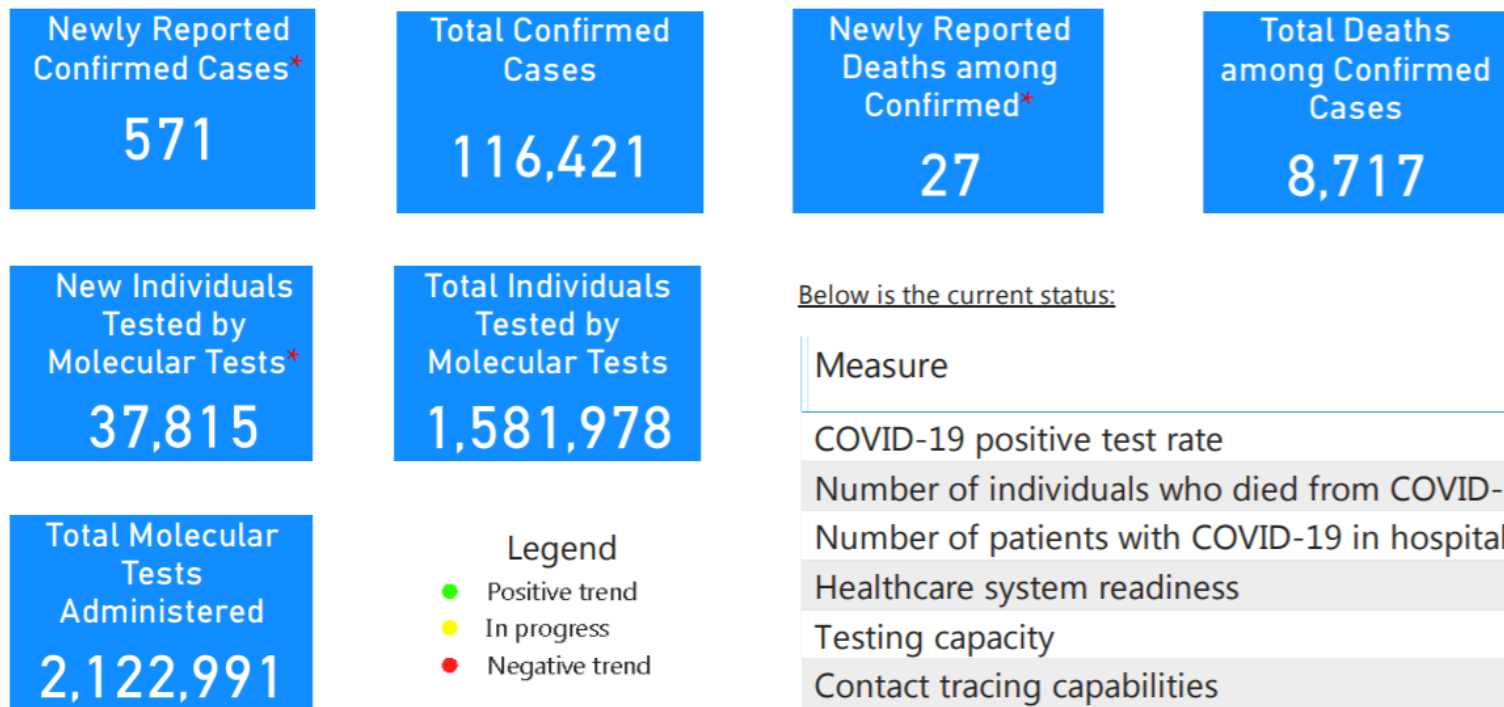 Newly Reported
Confirmed Cases*
571
Total Confirmed
Cases
116,421
Newly Reported
Deaths among
Confirmed*
27
Total Deaths
among Confirmed
Cases
8,717
New Individuals
Tested by
Molecular Tests*
37,815
Total Individuals
Tested by
Molecular Tests
1,581,978
Total Molecular
Tests
Administered
2,122,991
Legend
Positive trend
In progress
Negative trend
Below is the current status:
Measure
COVID-19 positive test rate
Number of individuals who died from COVID-
Number of patients with COVID-19 in hospital
Healthcare system readiness
Testing capacity
Contact tracing capabilities